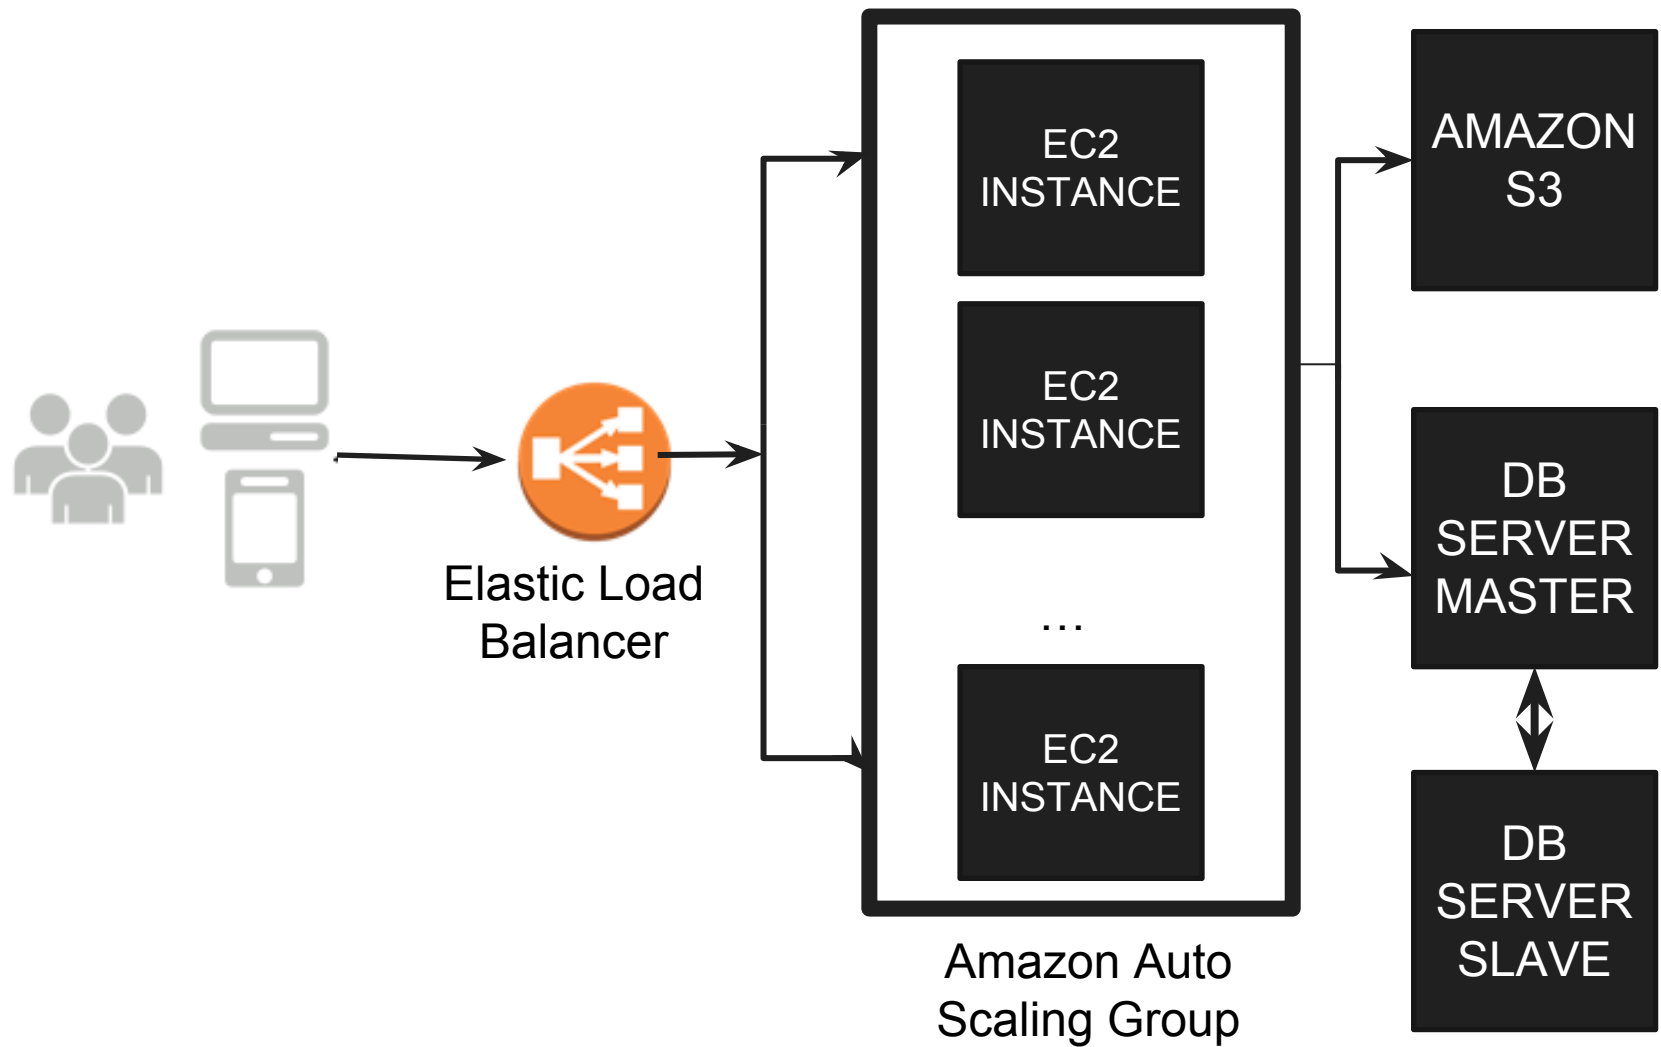 Elastic Load
Balancer
EC2
INSTANCE
EC2
INSTANCE
...
EC2
INSTANCE
Amazon Auto
Scaling Group
AMAZON
S3
DB
SERVER
MASTER
DB
SERVER
SLAVE